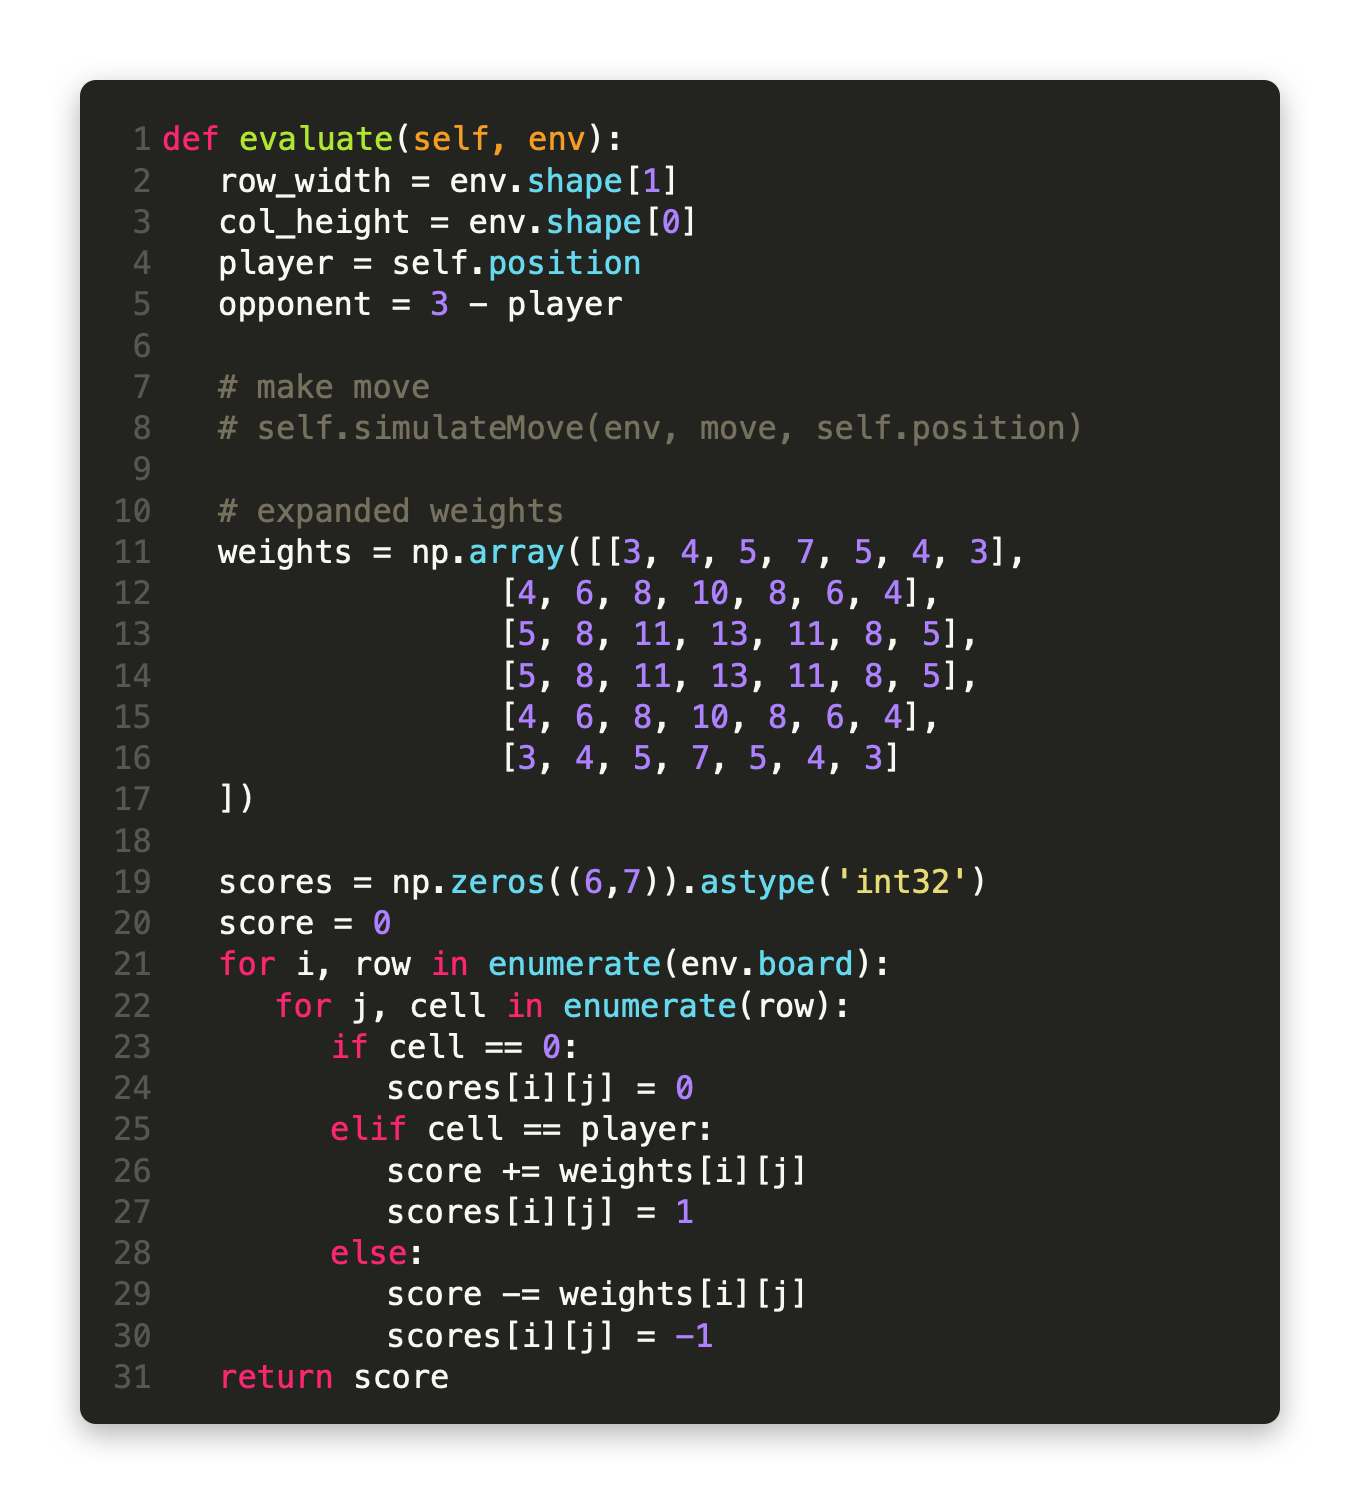 1 def evaluate(self, env):
2    row_width = env.shape[1]
3    col_height = env.shape[0]
4    player = self.position
5    opponent = 3 - player
6
7    # make move
8    # self.simulateMove(env, move, self.position)
9
10    # expanded weights
11    weights = np.array([[3, 4, 5, 7, 5, 4, 3],
12                   [4, 6, 8, 10, 8, 6, 4],
13                   [5, 8, 11, 13, 11, 8, 5],
14                   [5, 8, 11, 13, 11, 8, 5],
15                   [4, 6, 8, 10, 8, 6, 4],
16                   [3, 4, 5, 7, 5, 4, 3]
17    ])
18
19    scores = np.zeros((6,7)).astype('int32')
20    score = 0
21    for i, row in enumerate(env.board):
22       for j, cell in enumerate(row):
23          if cell == 0:
24             scores[i][j] = 0
25          elif cell == player:
26             score += weights[i][j]
27             scores[i][j] = 1
28          else:
29             score -= weights[i][j]
30             scores[i][j] = -1
31    return score